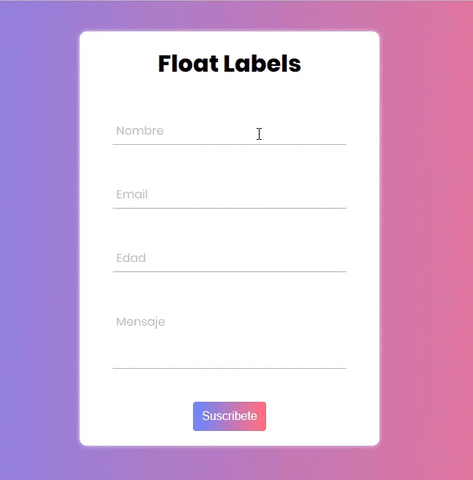 Float Labels
Nombre
Email
Edad
Mensaje
Suscribete